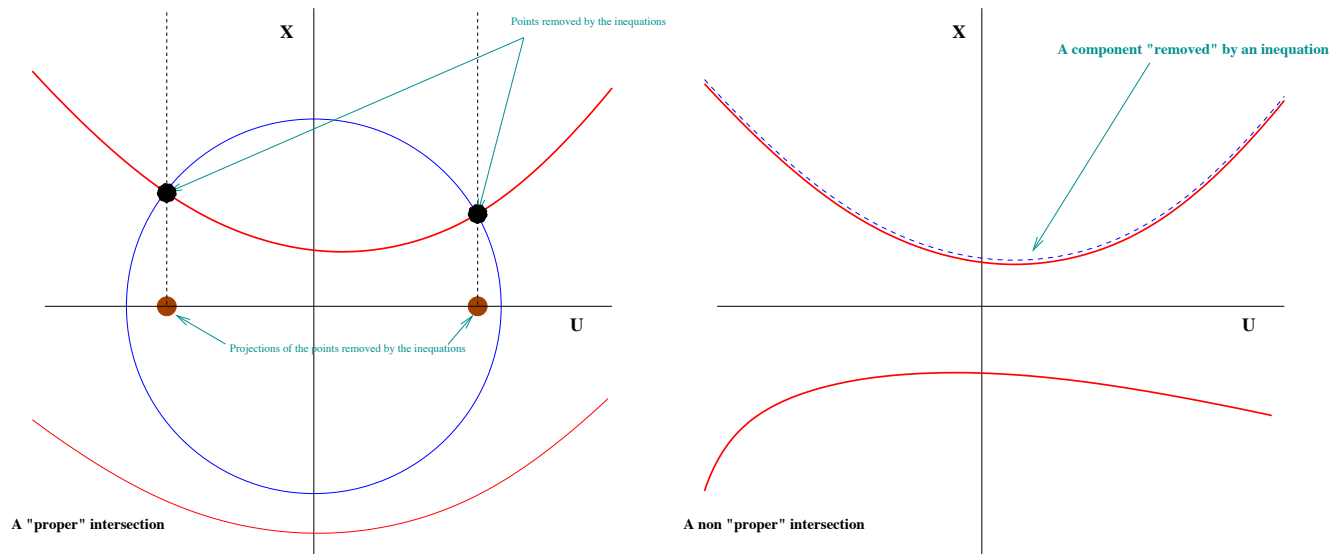 X
Points removed by the inequations
U
Projections of the points removed by the inequations
A "proper" intersection
X
A component "removed" by an inequation
U
A non "proper" intersection